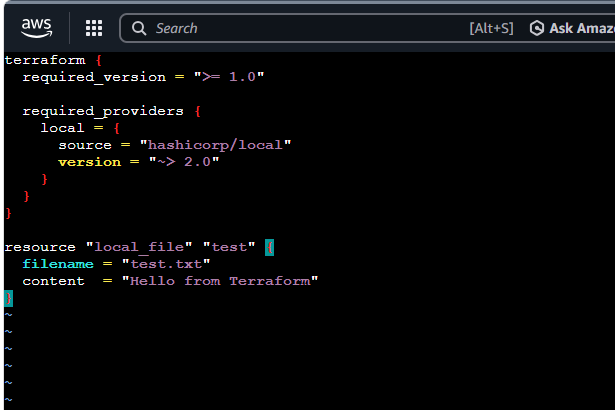 aws
Search [Alt+S] Ask Amaz
terraform {
  required_version = ">= 1.0"

  required_providers {
    local = {
      source = "hashicorp/local"
      version = "~> 2.0"
    }
  }
}

resource "local_file" "test" {
  filename = "test.txt"
  content  = "Hello from Terraform"
}
~
~
~
~
~
~